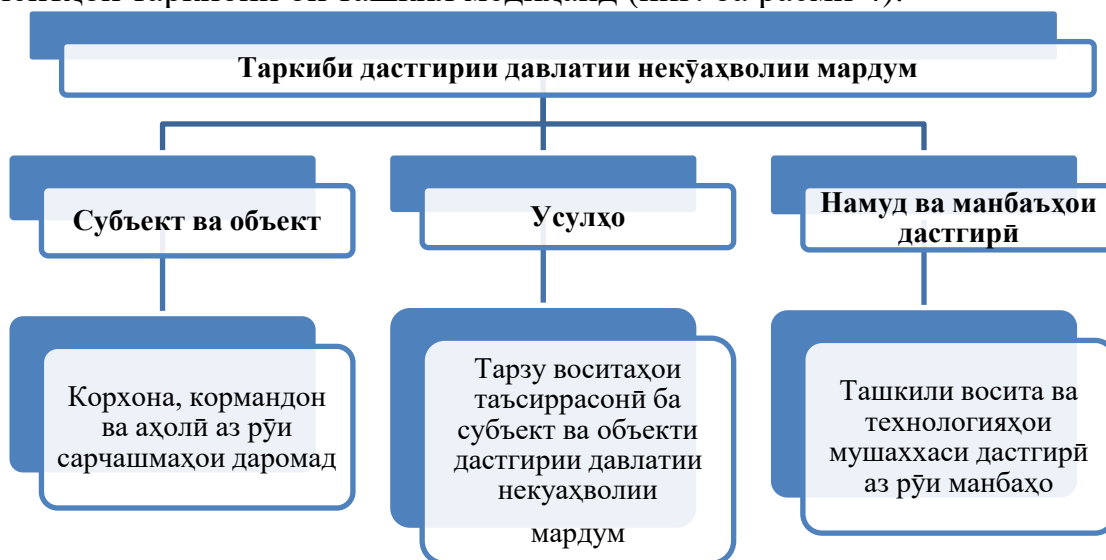 Таркиби дастгирии давлатии некӯаҳволии мардум
Субъект ва объект
Усулҳо
Намуд ва манбаъҳои
дастгирӣ
Корхона, кормандон
ва аҳолӣ аз рӯи
сарчашмаҳои даромад
Тарзу воситаҳои
таъсиррасонӣ ба
субъект ва объекти
дастгирии давлатии
некуаҳволии
мардум
Ташкили восита ва
технологияҳои
мушаххаси дастгирӣ
аз рӯи манбаҳо